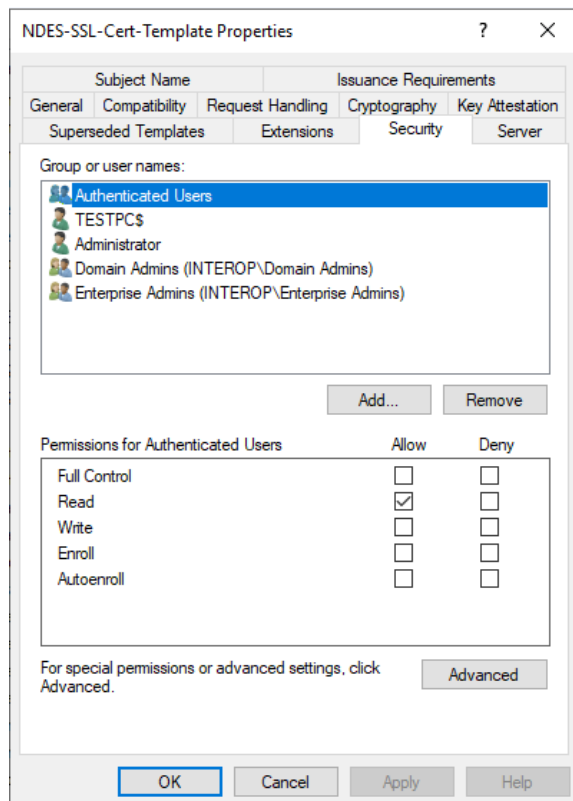 NDES-SSL-Cert-Template Properties ? ×
Subject Name Issuance Requirements
General Compatibility Request Handling Cryptography Key Attestation
Superseded Templates Extensions Security Server
Group or user names:
Authenticated Users
TESTPC$
Administrator
Domain Admins (INTEROP\Domain Admins)
Enterprise Admins (INTEROP\Enterprise Admins)
Add... Remove
Permissions for Authenticated Users Allow Deny
Full Control
Read
Write
Enroll
Autoenroll
For special permissions or advanced settings, click
Advanced.
Advanced
OK Cancel Apply Help